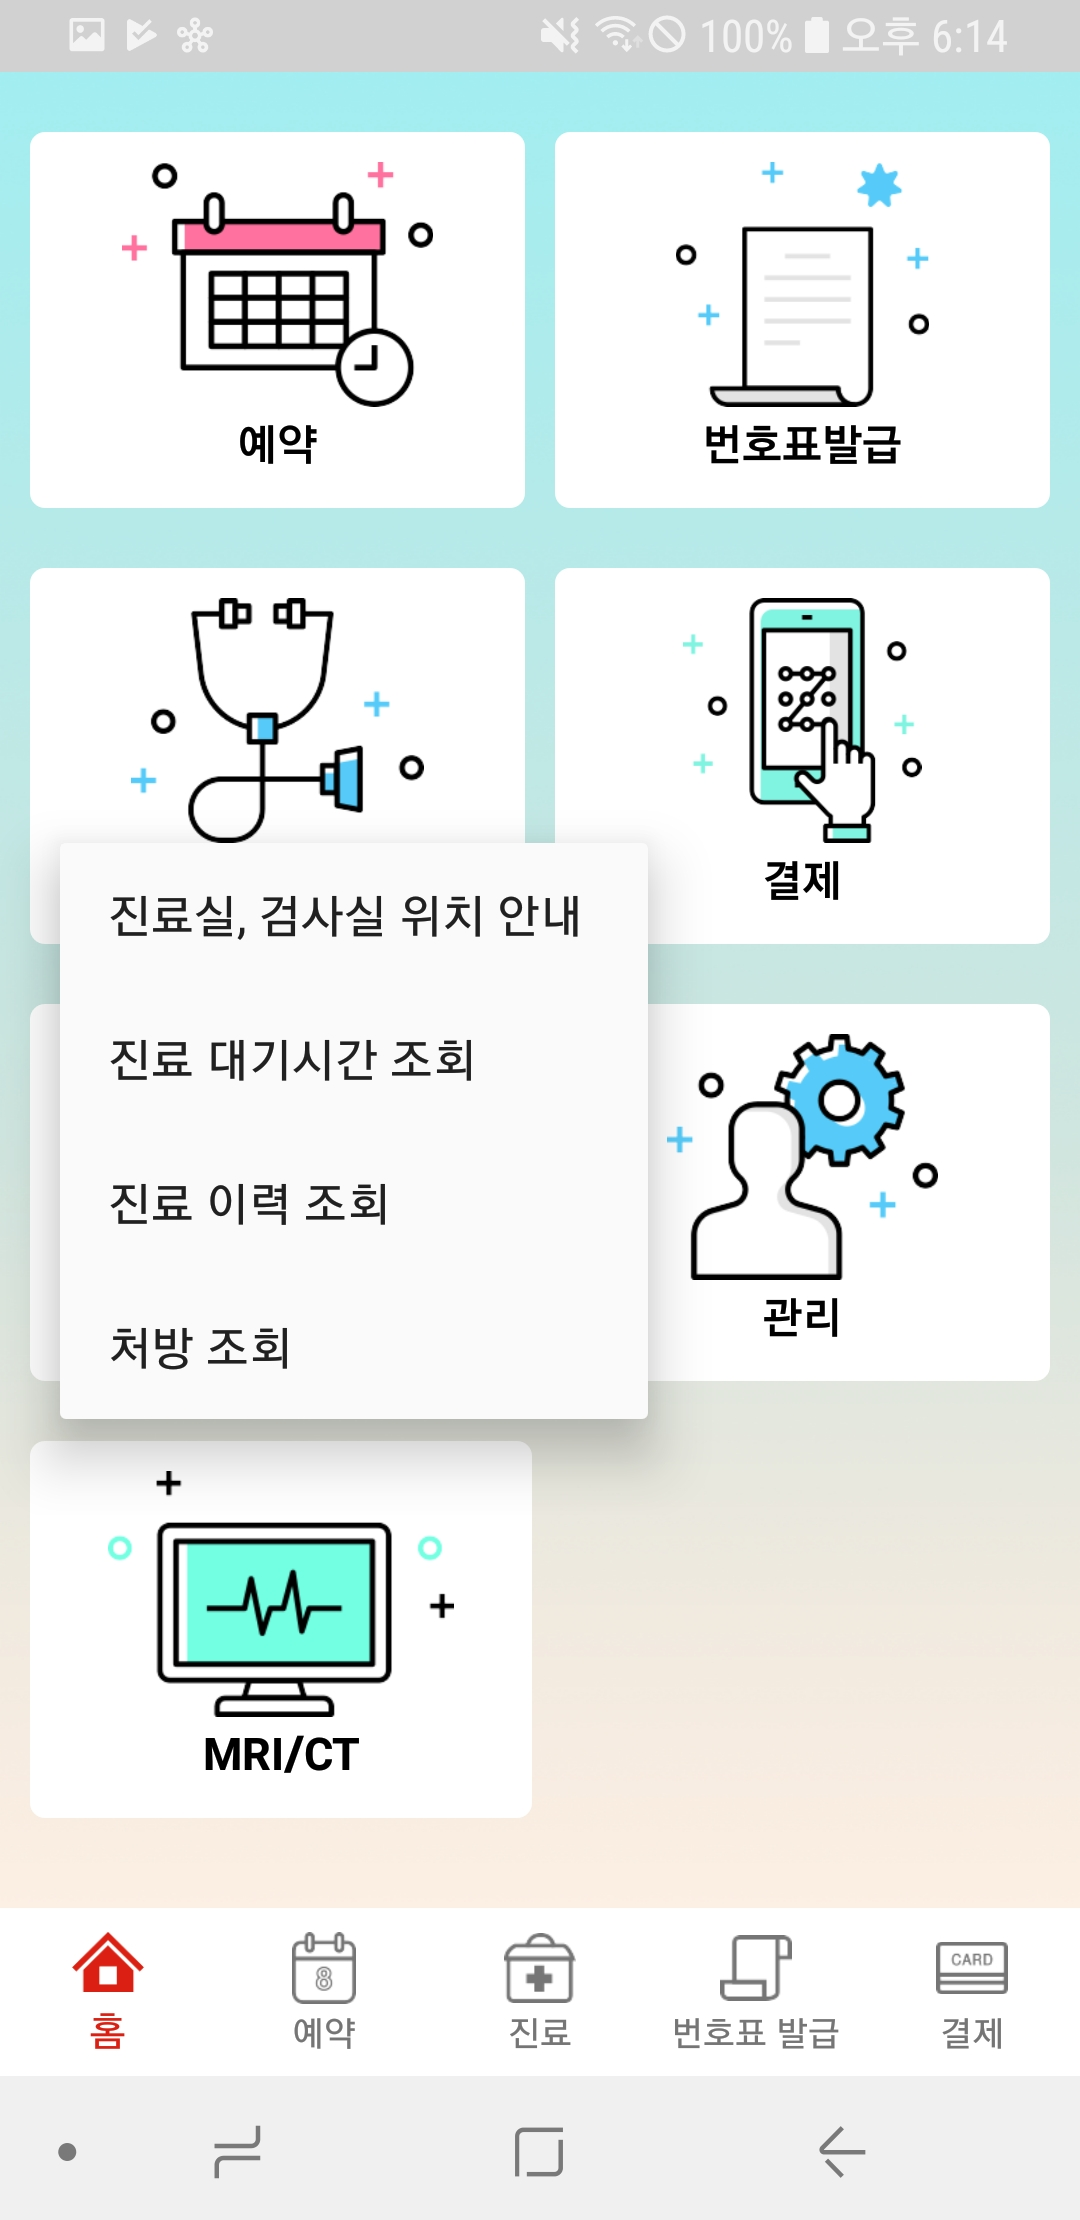 100% 오후 6:14
예약
번호표발급
결제
진료실, 검사실 위치 안내
진료 대기시간 조회
진료 이력 조회
처방 조회
관리
MRI/CT
8
CARD
홈
예약
진료
번호표 발급
결제